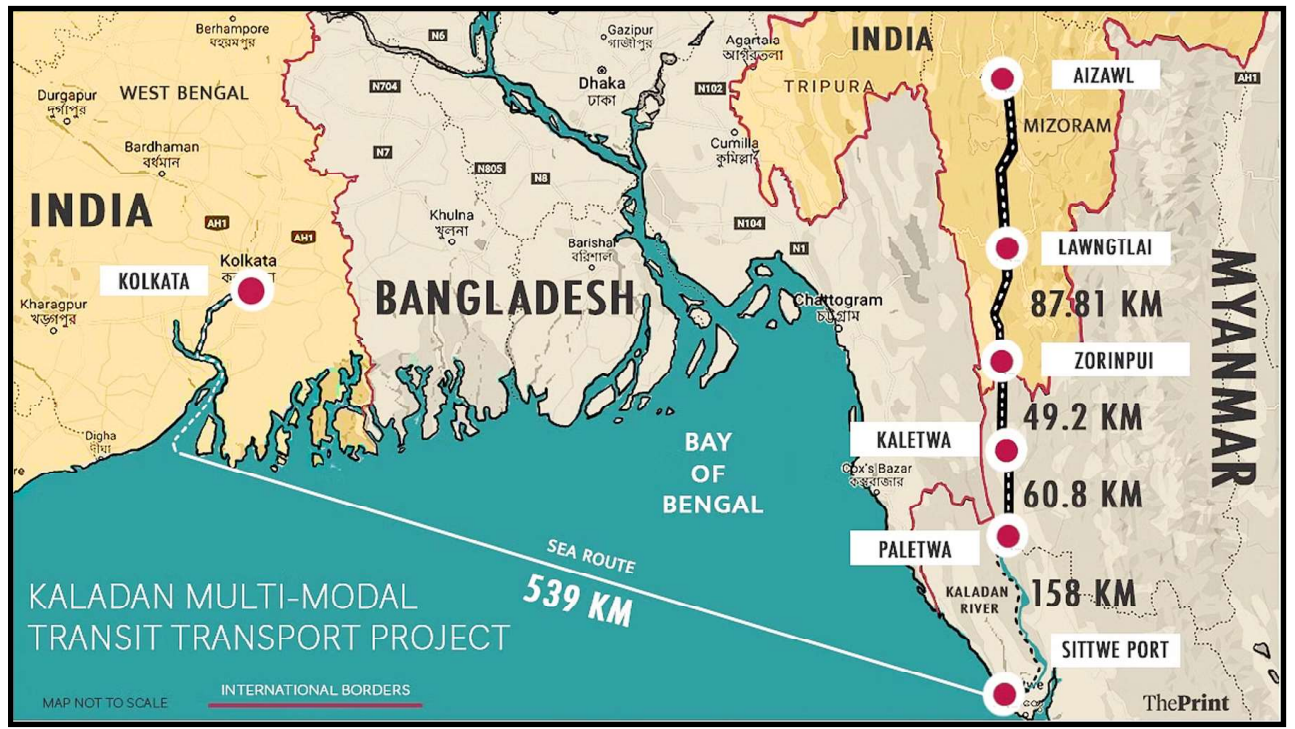 Berhampore
বহরমপুর
N6
Gazipur
গাজীপুর
Agartala
আগরতলা
INDIA
AIZAWL
AH1
Durgapur
দুর্গাপুর
WEST BENGAL
N704
Dhaka
ঢাকা
N102
TRIPURA
MIZORAM
Bardhaman
বর্ধমান
N7
N805
N8
Cumilla
কুমিল্লা
INDIA
AH1
AH1
Khulna
খুলনা
Barishal
বরিশাল
N104
N1
LAWNGTLAI
MYANMAR
Kolkata
KOLKATA
Kharagpur
খড়্গপুর
BANGLADESH
Chattogram
চট্টগ্রাম
87.81 KM
ZORINPUI
49.2 KM
Digha
দীঘা
BAY
OF
BENGAL
KALETWA
Cox's Bazar
কক্সবাজার
60.8 KM
PALETWA
SEA ROUTE
539 KM
KALADAN
RIVER
158 KM
KALADAN MULTI-MODAL
TRANSIT TRANSPORT PROJECT
SITTWE PORT
INTERNATIONAL BORDERS
MAP NOT TO SCALE
ThePrint